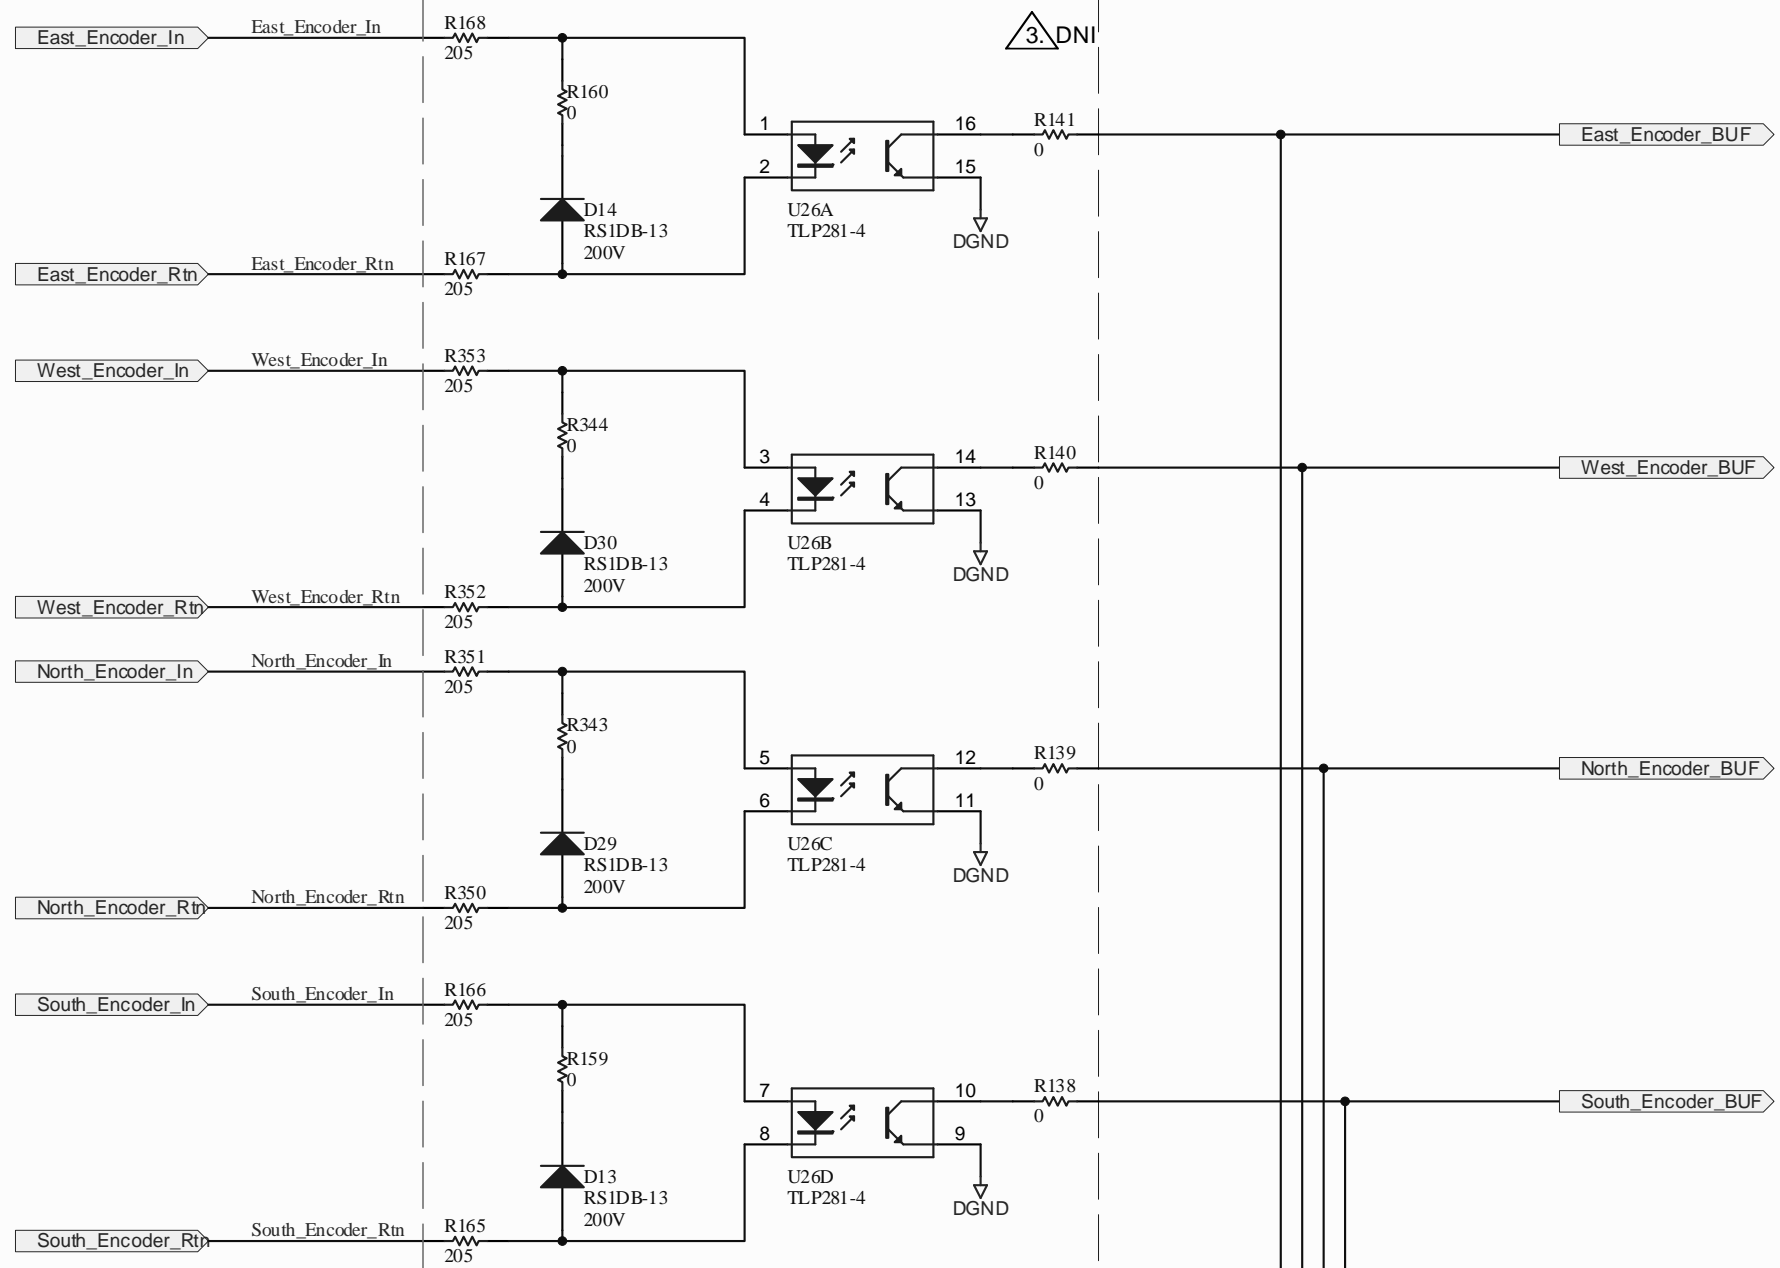 East_Encoder_In
East_Encoder_In
R168
205
3. DNI
R160
0
1
16
R141
0
East_Encoder_BUF
2
15
D14
RS1DB-13
200V
U26A
TLP281-4
DGND
East_Encoder_Rtn
East_Encoder_Rtn
R167
205
West_Encoder_In
West_Encoder_In
R353
205
R344
0
3
14
R140
0
West_Encoder_BUF
4
13
D30
RS1DB-13
200V
U26B
TLP281-4
DGND
West_Encoder_Rtn
West_Encoder_Rtn
R352
205
North_Encoder_In
North_Encoder_In
R351
205
R343
0
5
12
R139
0
North_Encoder_BUF
6
11
D29
RS1DB-13
200V
U26C
TLP281-4
DGND
North_Encoder_Rtn
North_Encoder_Rtn
R350
205
South_Encoder_In
South_Encoder_In
R166
205
R159
0
7
10
R138
0
South_Encoder_BUF
8
9
D13
RS1DB-13
200V
U26D
TLP281-4
DGND
South_Encoder_Rtn
South_Encoder_Rtn
R165
205